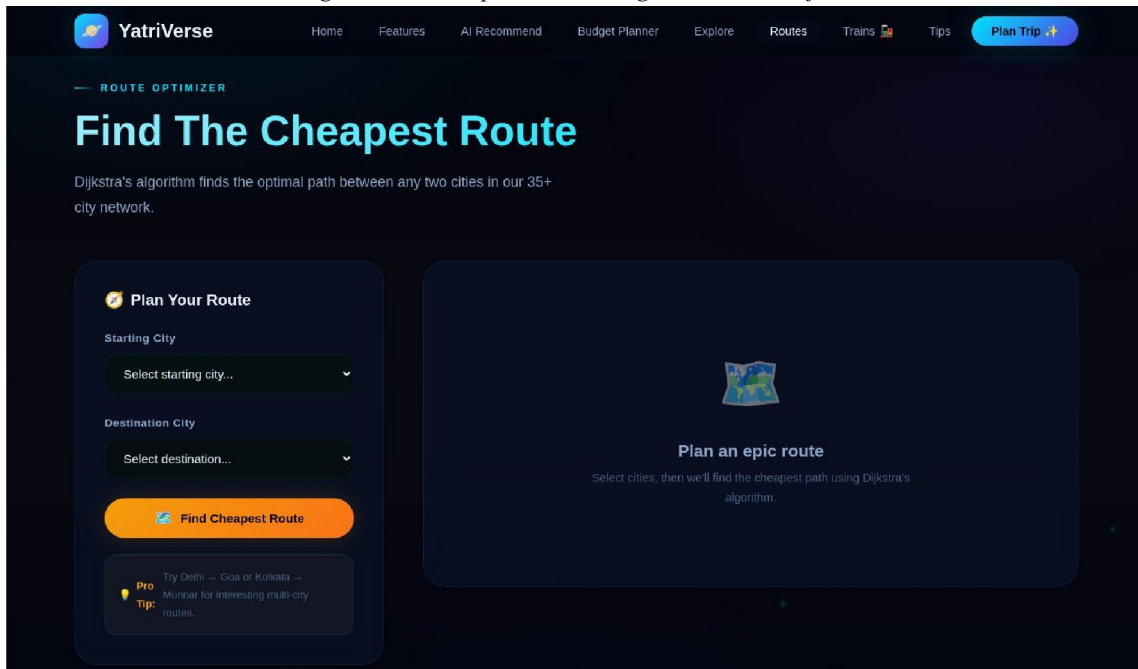 YatriVerse
Home
Features
AI Recommend
Budget Planner
Explore
Routes
Trains 🚂
Tips
Plan Trip ✨
ROUTE OPTIMIZER
Find The Cheapest Route
Dijkstra's algorithm finds the optimal path between any two cities in our 35+
city network.
🧭 Plan Your Route
Starting City
Select starting city...
Destination City
Select destination...
🗺️ Find Cheapest Route
💡 Pro Tip:
Try Delhi → Goa or Kolkata →
Munnar for interesting multi-city
routes.
Plan an epic route
Select cities, then we'll find the cheapest path using Dijkstra's
algorithm.